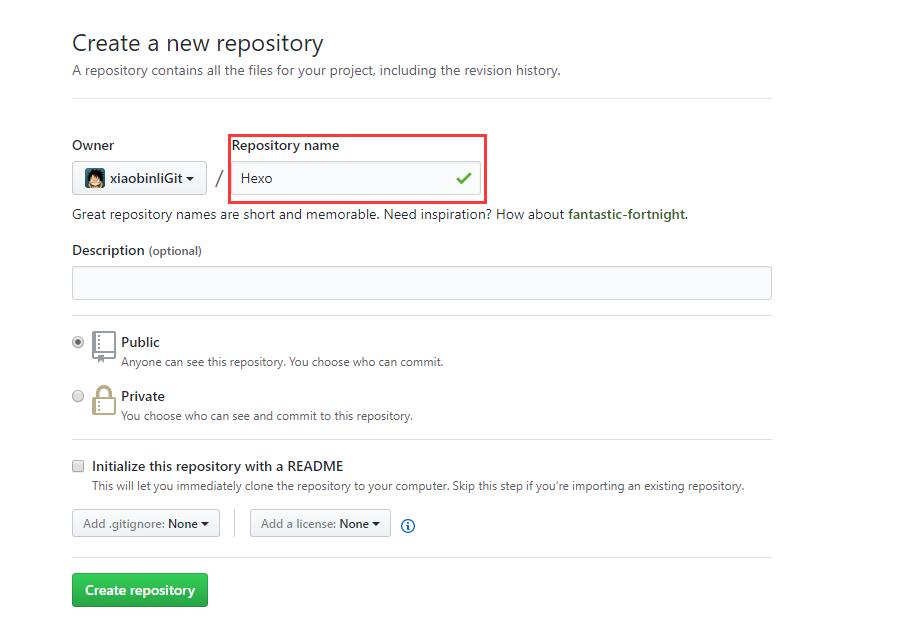 Create a new repository
A repository contains all the files for your project, including the revision history.
Owner
Repository name
xiaobinliGit / Hexo
Great repository names are short and memorable. Need inspiration? How about fantastic-fortnight.
Description (optional)
Public
Anyone can see this repository. You choose who can commit.
Private
You choose who can see and commit to this repository.
Initialize this repository with a README
This will let you immediately clone the repository to your computer. Skip this step if you’re importing an existing repository.
Add .gitignore: None
Add a license: None
Create repository